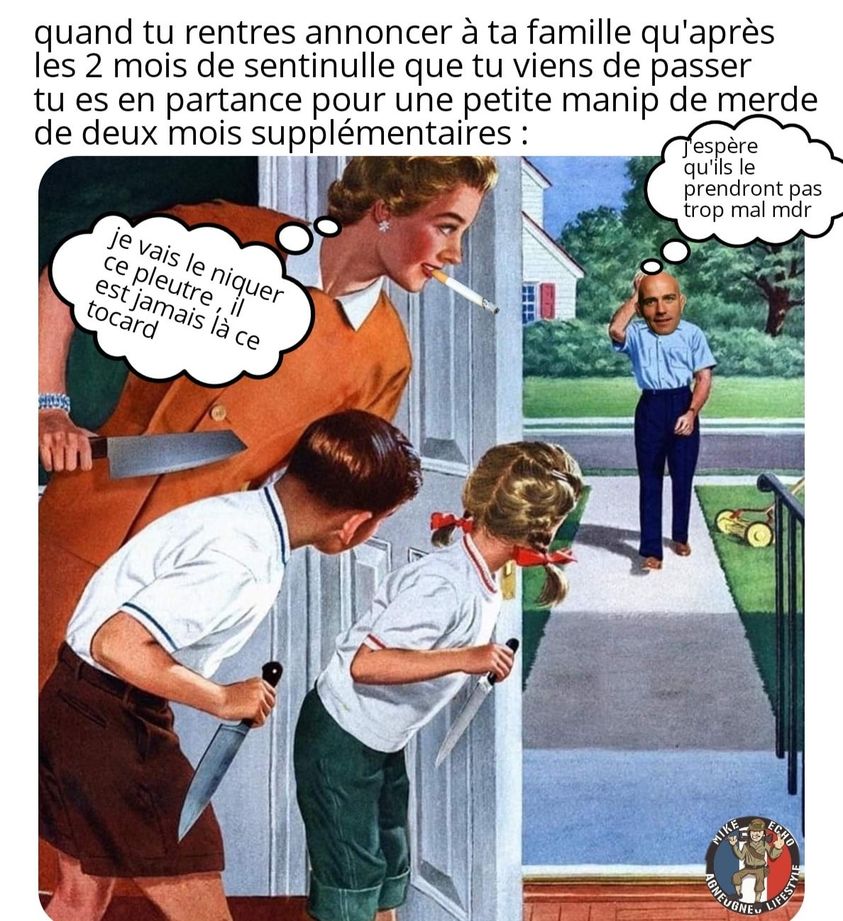 quand tu rentres annoncer à ta famille qu'après
les 2 mois de sentinulle que tu viens de passer
tu es en partance pour une petite manip de merde
de deux mois supplémentaires :
j'espère
qu'ils le
prendront pas
trop mal mdr
je vais le niquer
ce pleutre , il
est jamais là ce
tocard
MIKE ECHO
AGNEUGNEU LIFESTYLE